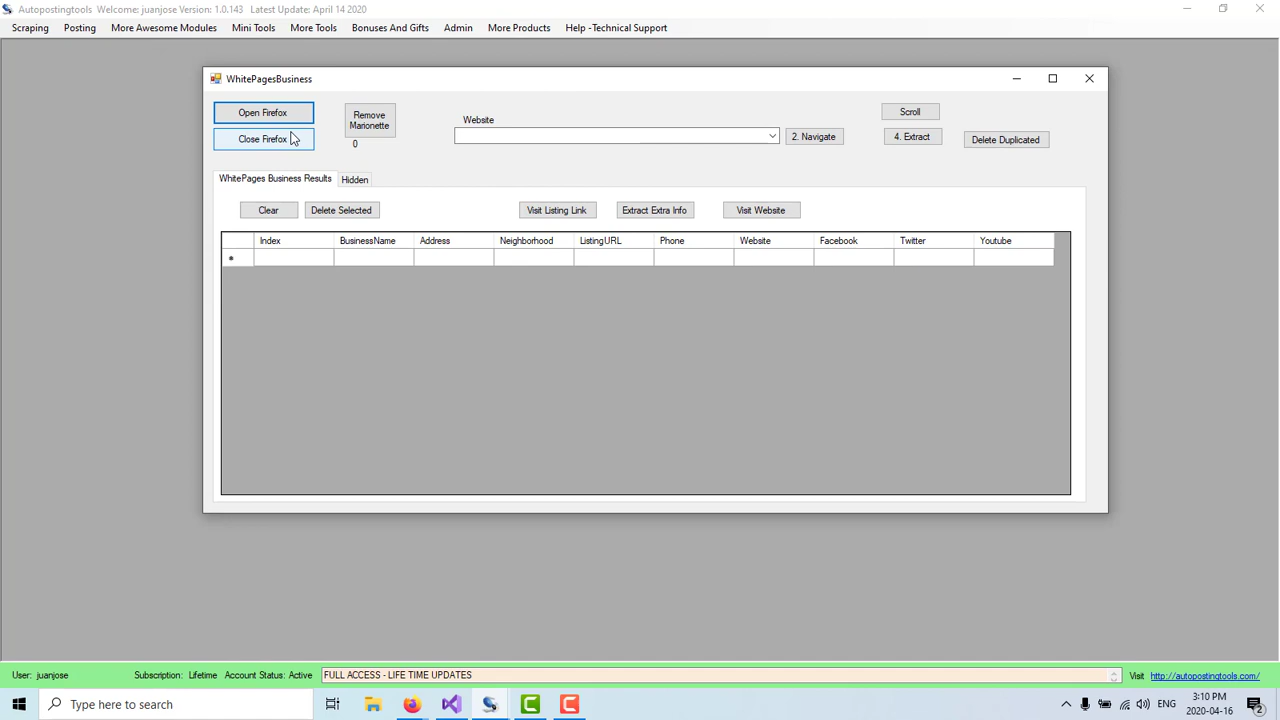 Autopostingtools Welcome: juanjose Version: 1.0.143 Latest Update: April 14 2020
Scraping Posting More Awesome Modules Mini Tools More Tools Bonuses And Gifts Admin More Products Help -Technical Support
WhitePagesBusiness
Open Firefox
Close Firefox
Remove
Marionette
0
Website
2. Navigate
Scroll
4. Extract
Delete Duplicated
WhitePages Business Results Hidden
Clear Delete Selected Visit Listing Link Extract Extra Info Visit Website
Index BusinessName Address Neighborhood ListingURL Phone Website Facebook Twitter Youtube
*
User: juanjose Subscription: Lifetime Account Status: Active FULL ACCESS - LIFE TIME UPDATES Visit http://autopostingtools.com/
Type here to search
ENG
3:10 PM
2020-04-16
2